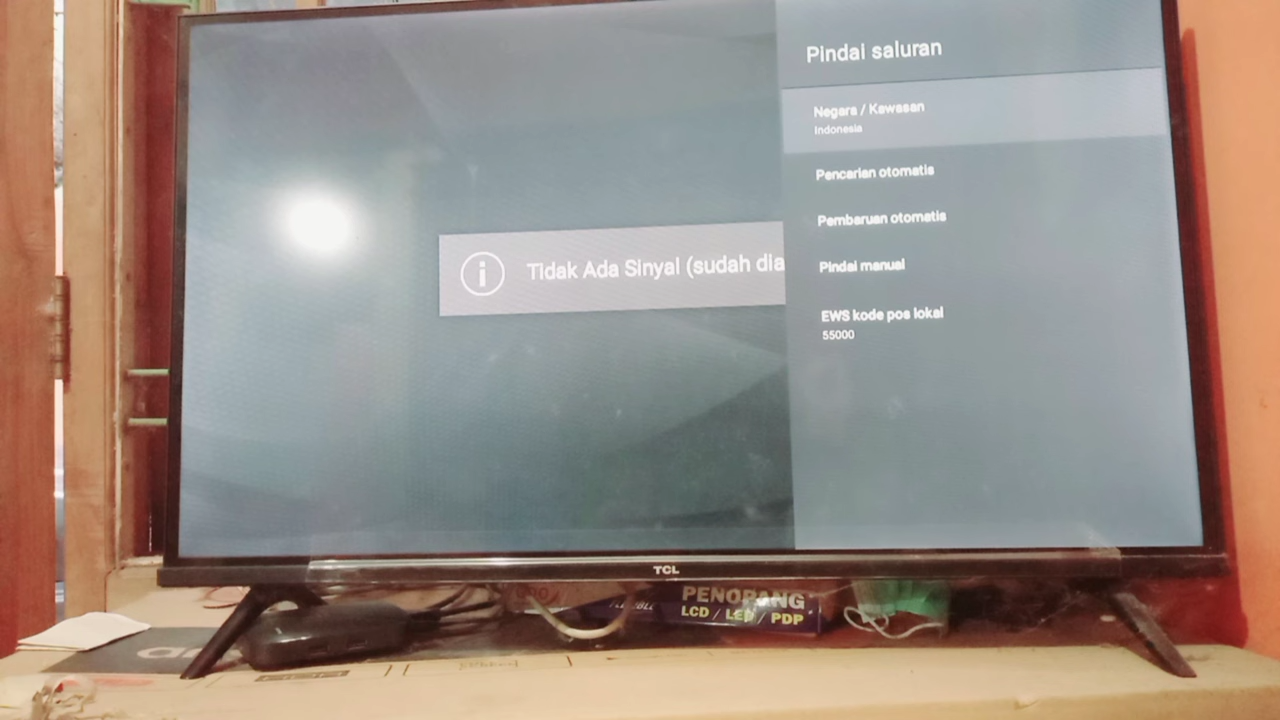 Pindai saluran
Negara / Kawasan
Indonesia
Pencarian otomatis
Pembaruan otomatis
Pindai manual
EWS kode pos lokal
55000
Tidak Ada Sinyal (sudah dia
TCL
PENOPANG
LCD / LED / PDP